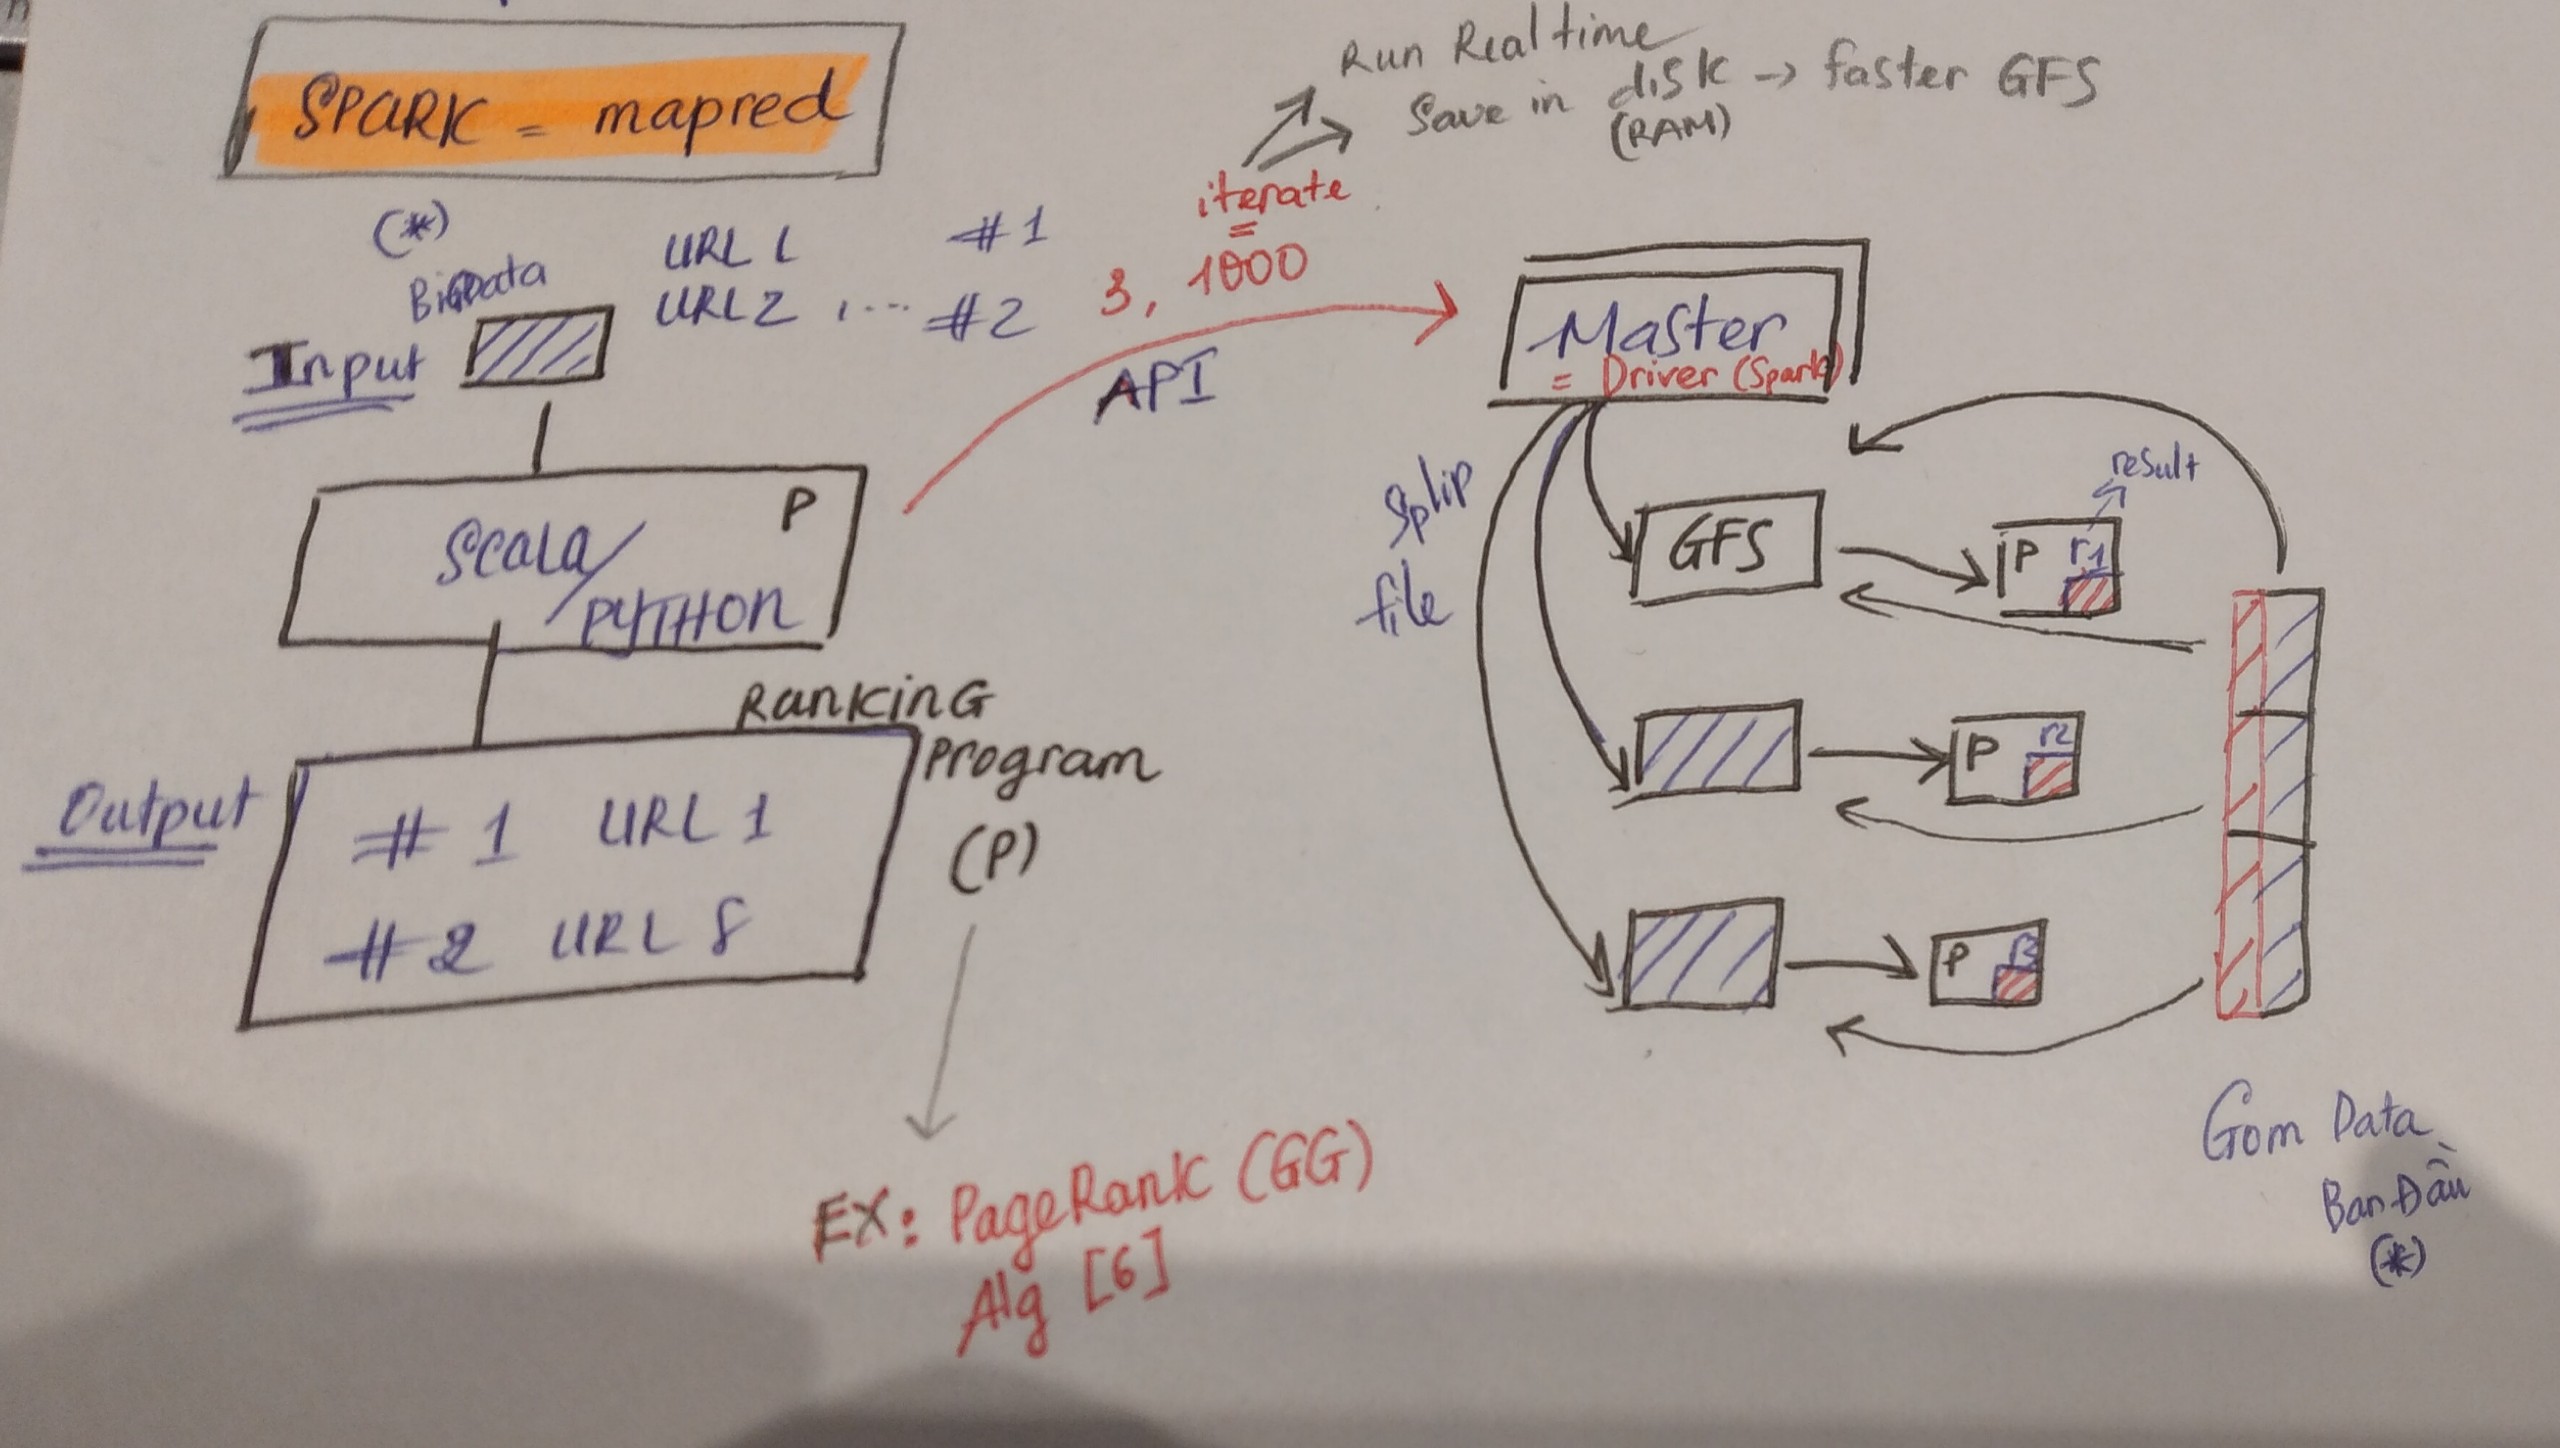 SPARK = mapred
Run Realtime
Save in disk → faster GFS
(RAM)
iterate
=
3, 1000
(*)
BiGData
URL 1 #1
URL 2 , ... #2
Input
API
Master
= Driver (Spark)
P
Scala/
PYTHON
Splip
file
GFS
result
P r1
P r2
P r3
RankinG
Program
(P)
Output
# 1 URL 1
# 2 URL 8
EX: PageRank (GG)
Alg [6]
Gom Data
Ban Đầu
(*)